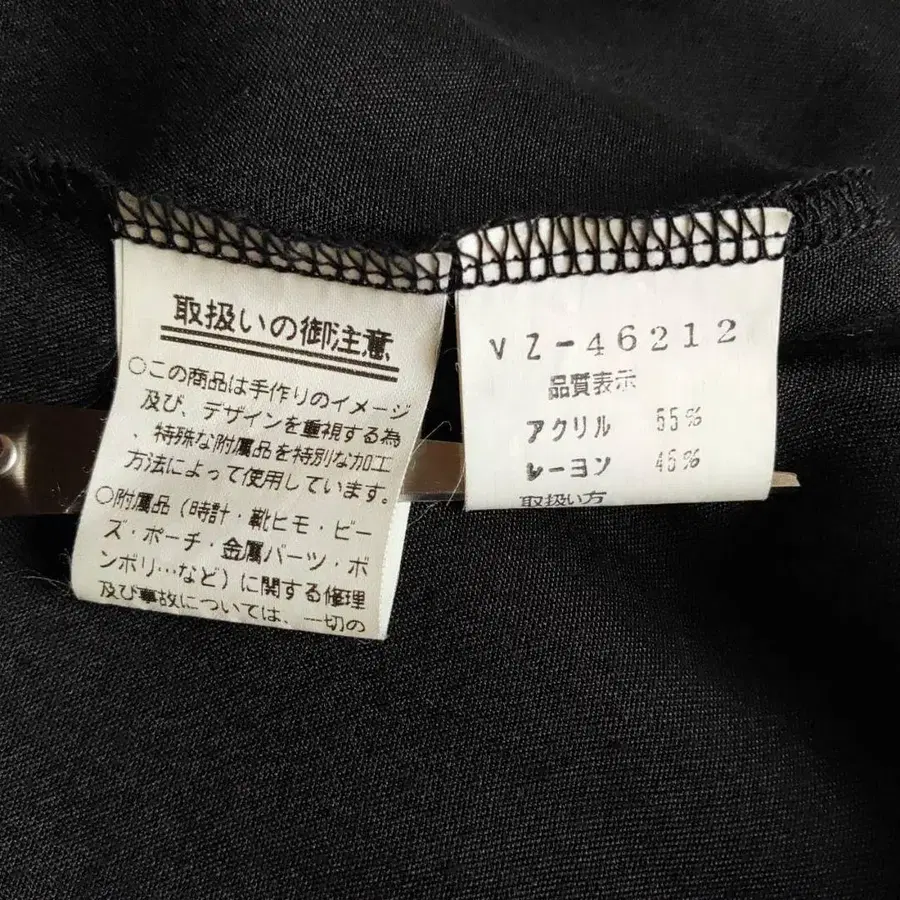 取扱いの御注意
○この商品は手作りのイメージ
及び、デザインを重視する為
、特殊な附属品を特別な加工
方法によって使用しています。
○附属品（時計・靴ヒモ・ビー
ズ・ポーチ・金属パーツ・ボ
ンボリ…など）に関する修理
及び事故については、一切の
VZ-46212
品質表示
アクリル 55%
レーヨン 45%
取扱い方